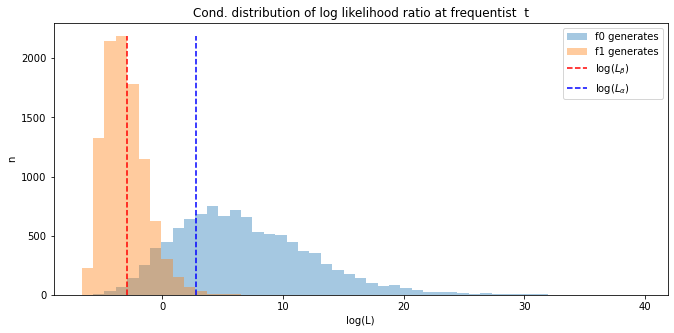 Cond. distribution of log likelihood ratio at frequentist  t
f0 generates
f1 generates
log(L_β)
log(L_α)
n
2000
1500
1000
500
0
0 10 20 30 40
log(L)